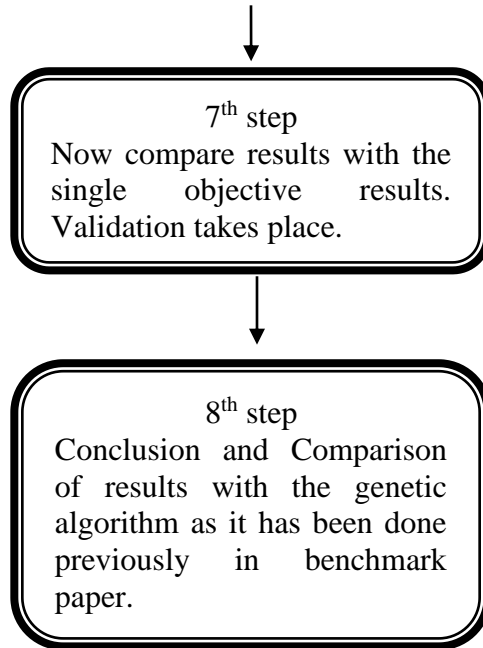 7th step
Now compare results with the
single objective results.
Validation takes place.
8th step
Conclusion and Comparison
of results with the genetic
algorithm as it has been done
previously in benchmark
paper.